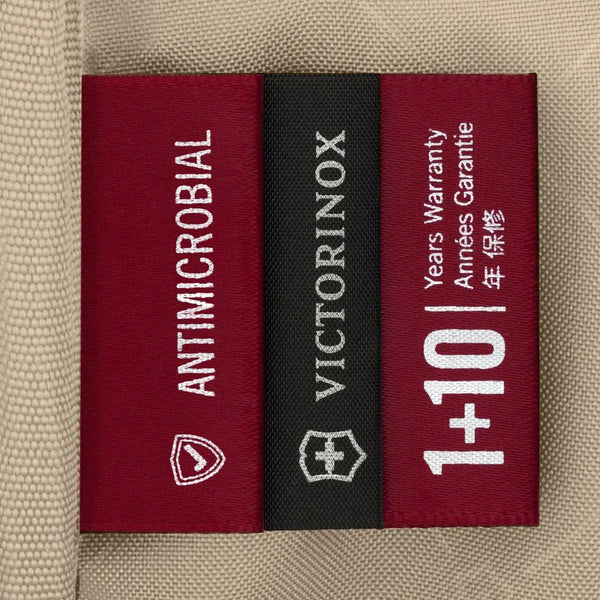 ANTIMICROBIAL
VICTORINOX
1+10
Years Warranty
Années Garantie
年 保修